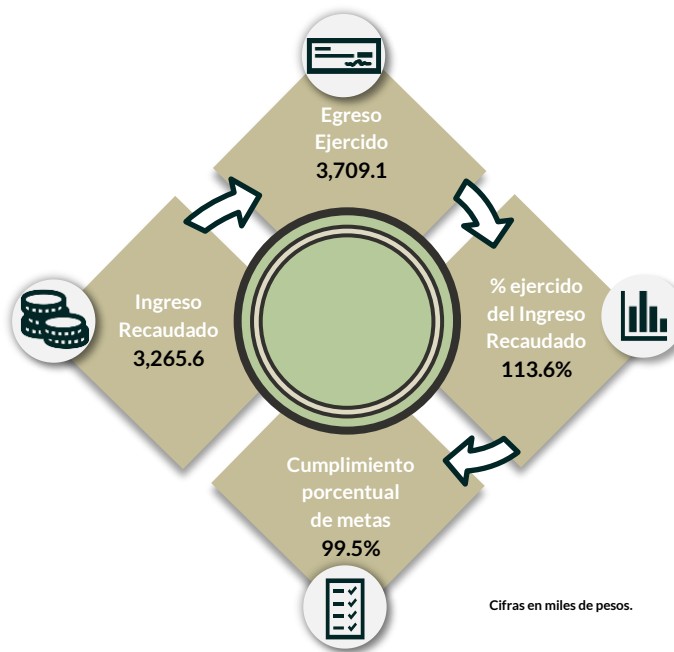 Egreso
Ejercido
3,709.1
Ingreso
Recaudado
3,265.6
% ejercido
del Ingreso
Recaudado
113.6%
Cumplimiento
porcentual
de metas
99.5%
Cifras en miles de pesos.